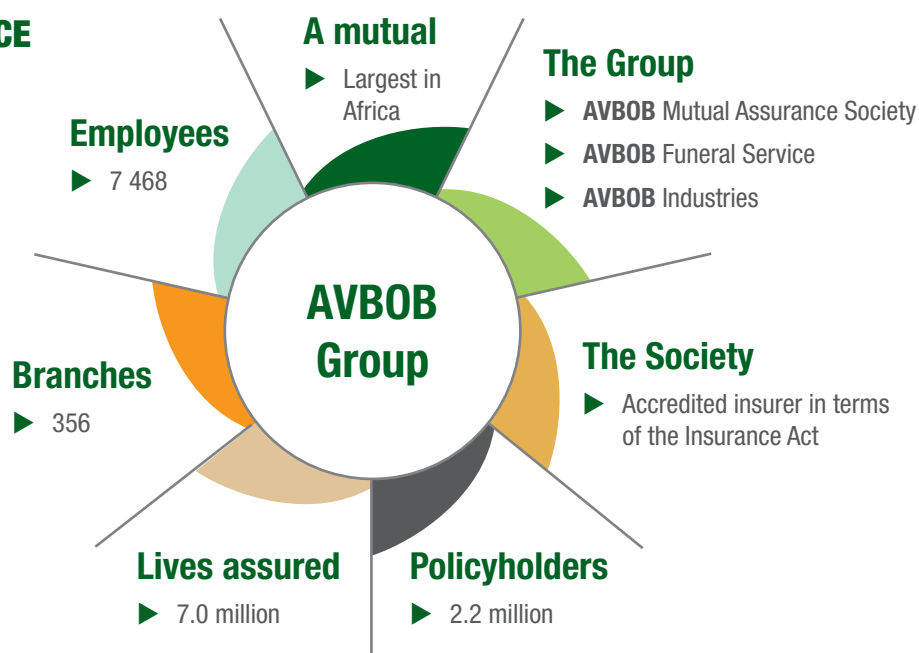 CE
A mutual
▶ Largest in
Africa
The Group
▶ AVBOB Mutual Assurance Society
▶ AVBOB Funeral Service
▶ AVBOB Industries
Employees
▶ 7 468
AVBOB
Group
The Society
▶ Accredited insurer in terms
of the Insurance Act
Branches
▶ 356
Lives assured
▶ 7.0 million
Policyholders
▶ 2.2 million